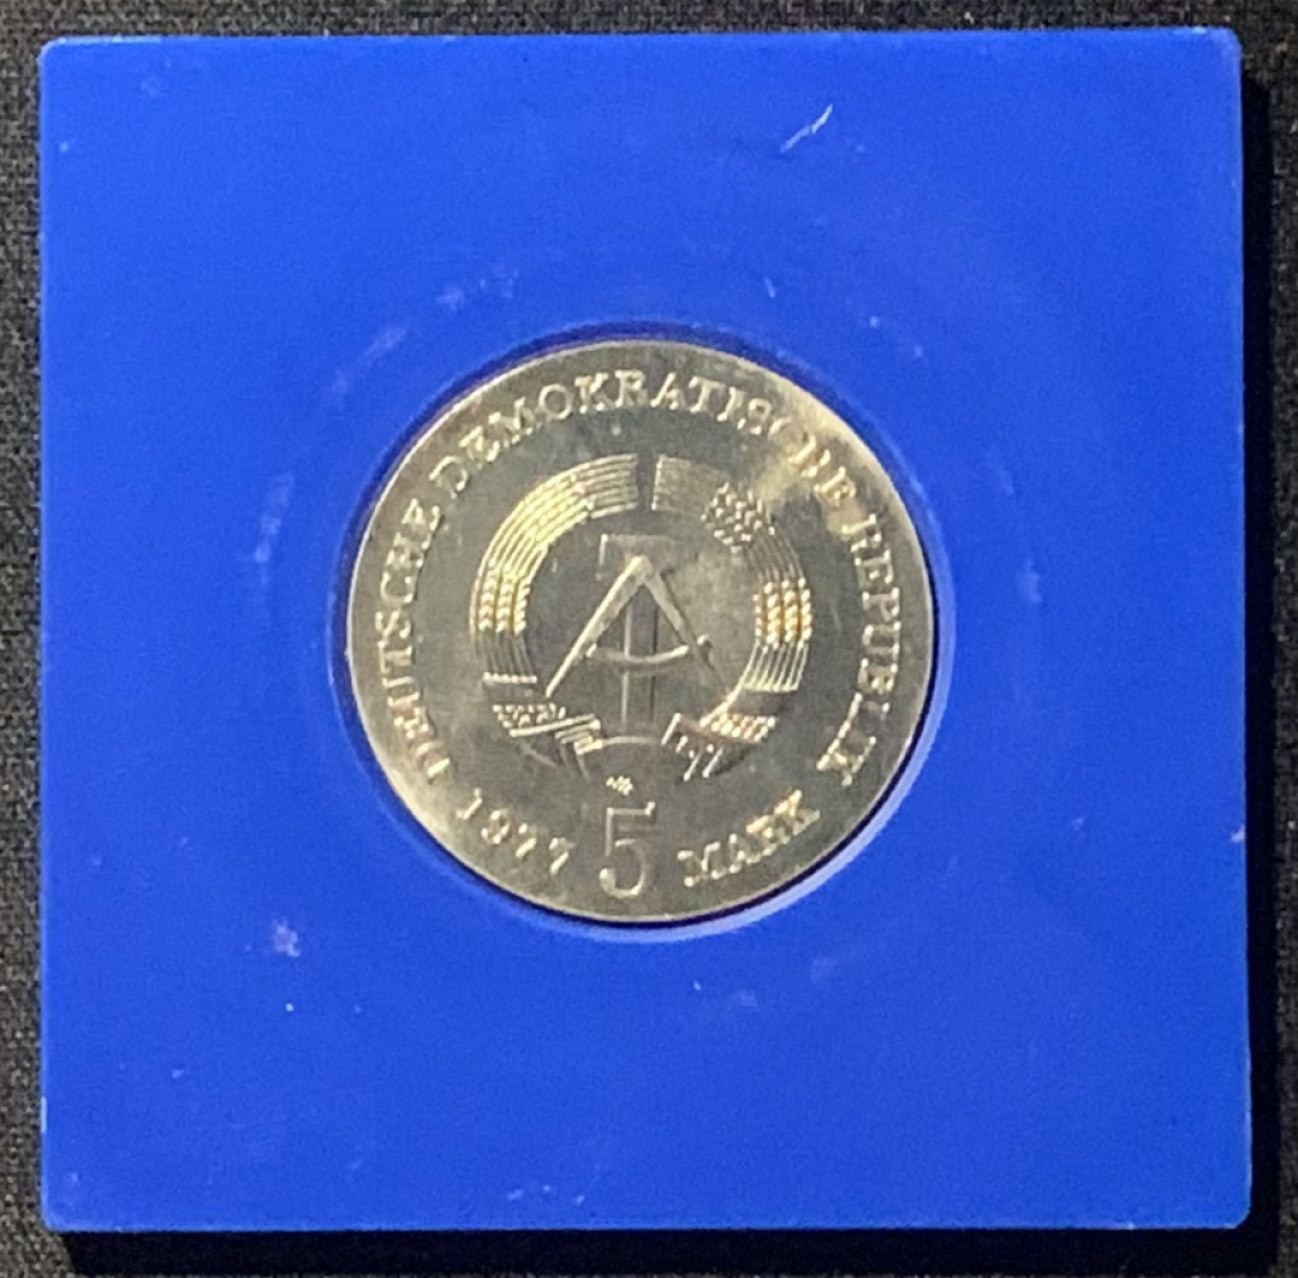 DEUTSCHE DEMOKRATISCHE REPUBLIK
1977 5 MARK